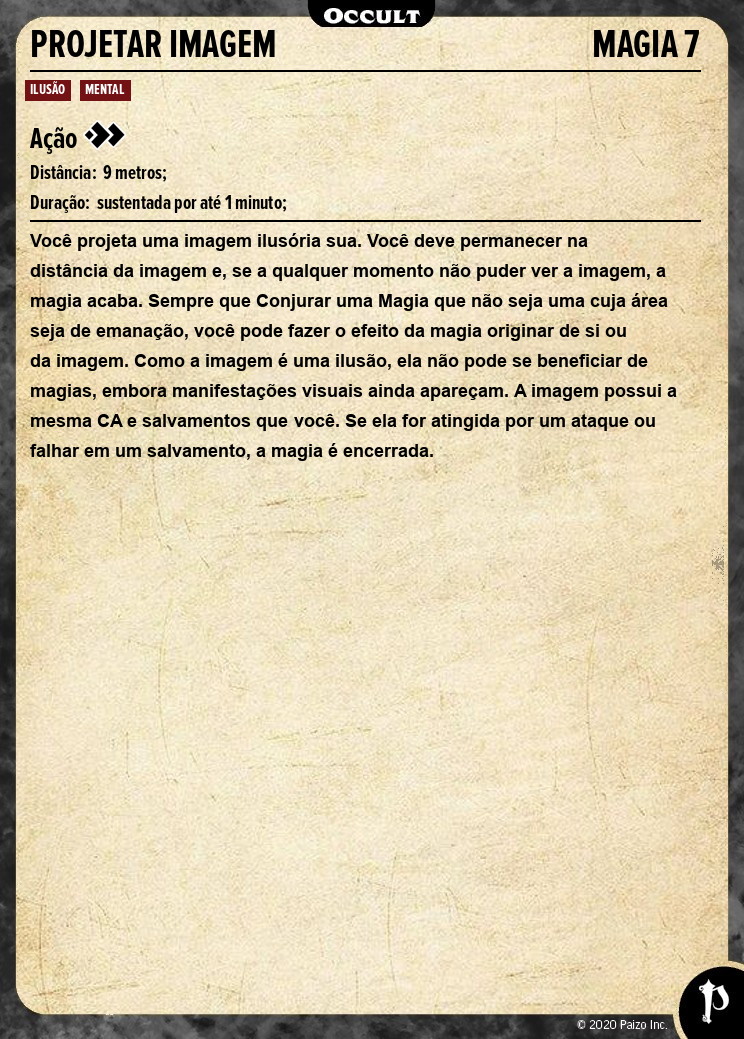 OCCULT
PROJETAR IMAGEM MAGIA 7
ILUSÃO MENTAL
Ação
Distância: 9 metros;
Duração: sustentada por até 1 minuto;
Você projeta uma imagem ilusória sua. Você deve permanecer na
distância da imagem e, se a qualquer momento não puder ver a imagem, a
magia acaba. Sempre que Conjurar uma Magia que não seja uma cuja área
seja de emanação, você pode fazer o efeito da magia originar de si ou
da imagem. Como a imagem é uma ilusão, ela não pode se beneficiar de
magias, embora manifestações visuais ainda apareçam. A imagem possui a
mesma CA e salvamentos que você. Se ela for atingida por um ataque ou
falhar em um salvamento, a magia é encerrada.
© 2020 Paizo Inc.
P